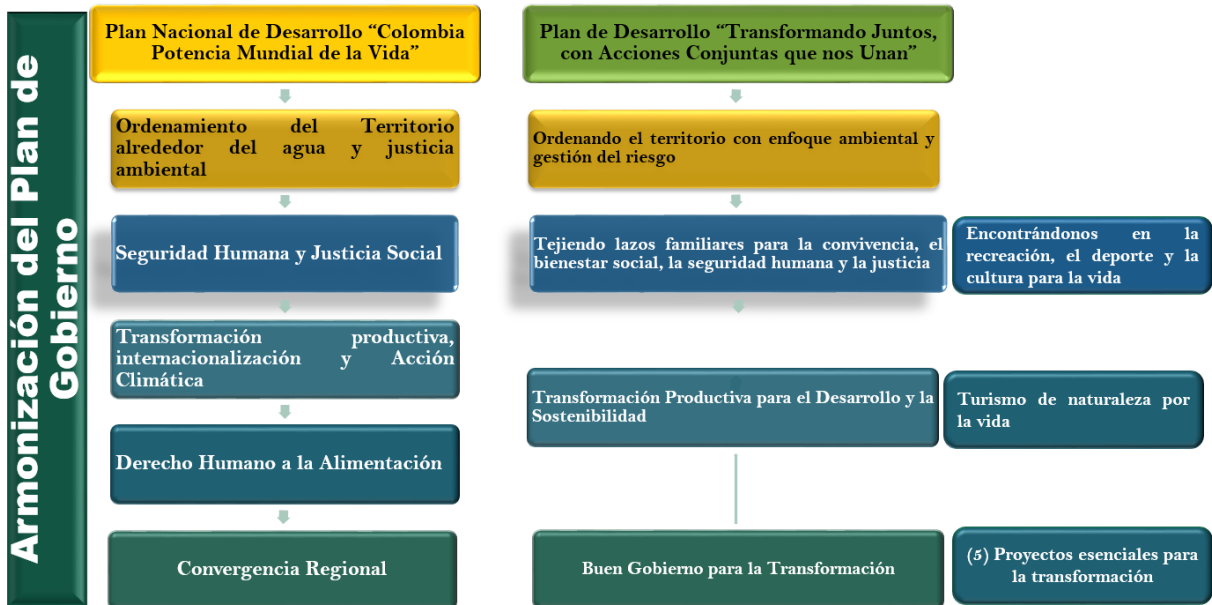 Armonización del Plan de
Gobierno
Plan Nacional de Desarrollo “Colombia
Potencia Mundial de la Vida”
Ordenamiento del Territorio
alrededor del agua y justicia
ambiental
Seguridad Humana y Justicia Social
Transformación productiva,
internacionalización y Acción
Climática
Derecho Humano a la Alimentación
Convergencia Regional
Plan de Desarrollo “Transformando Juntos,
con Acciones Conjuntas que nos Unan”
Ordenando el territorio con enfoque ambiental y
gestión del riesgo
Tejiendo lazos familiares para la convivencia, el
bienestar social, la seguridad humana y la justicia
Encontrándonos en la
recreación, el deporte y la
cultura para la vida
Transformación Productiva para el Desarrollo y la
Sostenibilidad
Turismo de naturaleza por
la vida
Buen Gobierno para la Transformación
(5) Proyectos esenciales para
la transformación